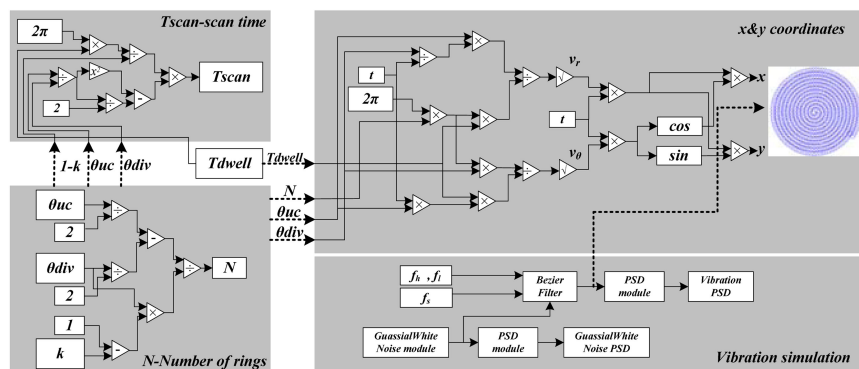 Tscan-scan time
2π
×
÷
÷
x²
÷
2
-
×
Tscan
1-k
θuc
θdiv
Tdwell
Tdwell
N
θuc
θdiv
θuc
2
÷
-
θdiv
÷
2
÷
N
×
1
k
-
N-Number of rings
x&y coordinates
t
÷
×
2π
×
×
÷
√
vr
t
×
×
×
×
×
÷
√
vθ
×
cos
sin
×
x
×
y
fh , fl
fs
Bezier
Filter
PSD
module
Vibration
PSD
GuassialWhite
Noise module
PSD
module
GuassialWhite
Noise PSD
Vibration simulation